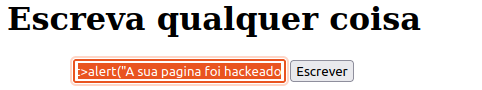 Escreva qualquer coisa
:>alert("A sua pagina foi hackeado Escrever